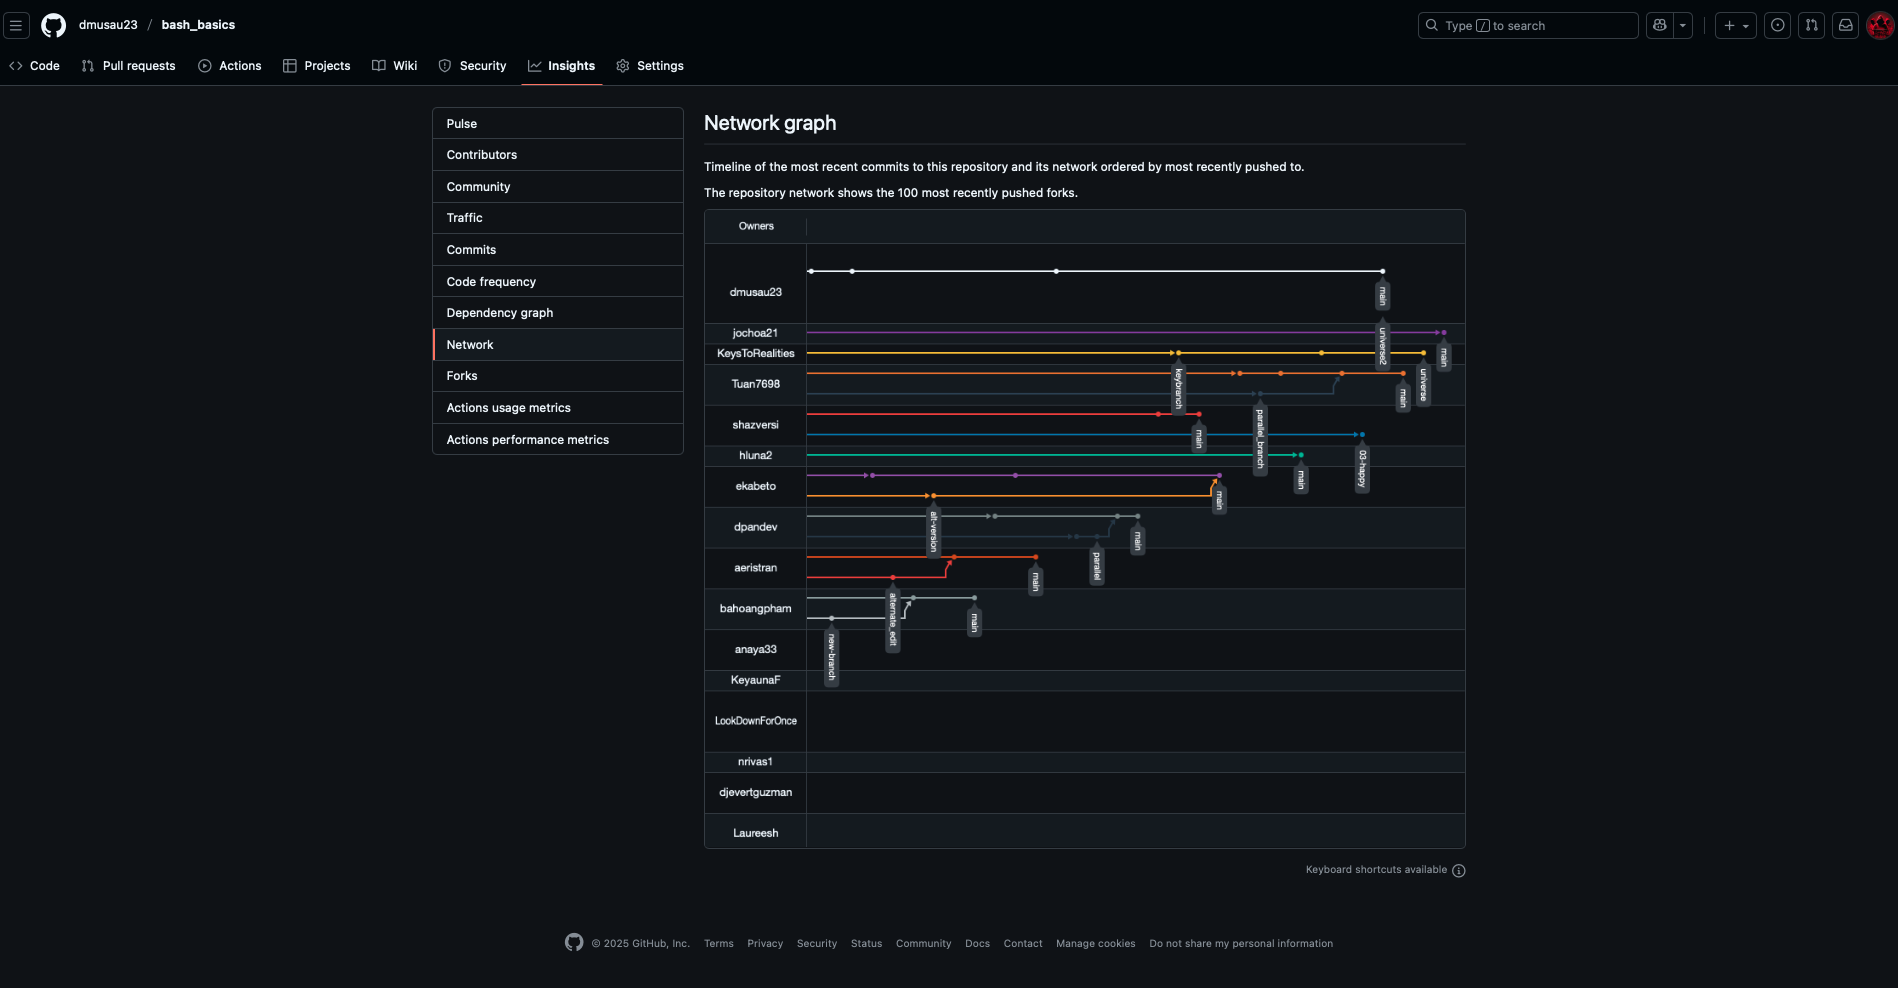 dmusau23 / bash_basics
Type / to search
Code
Pull requests
Actions
Projects
Wiki
Security
Insights
Settings
Pulse
Contributors
Community
Traffic
Commits
Code frequency
Dependency graph
Network
Forks
Actions usage metrics
Actions performance metrics
Network graph
Timeline of the most recent commits to this repository and its network ordered by most recently pushed to.
The repository network shows the 100 most recently pushed forks.
Owners
dmusau23
main
universe2
jochoa21
main
KeysToRealities
keybranch
universe
Tuan7698
main
parallel_branch
shazversi
main
03-happy
hluna2
main
ekabeto
main
alt-version
dpandev
main
parallel
aeristran
main
alternate_edit
bahoangpham
main
new-branch
anaya33
KeyaunaF
LookDownForOnce
nrivas1
djevertguzman
Laureesh
Keyboard shortcuts available
© 2025 GitHub, Inc.
Terms
Privacy
Security
Status
Community
Docs
Contact
Manage cookies
Do not share my personal information